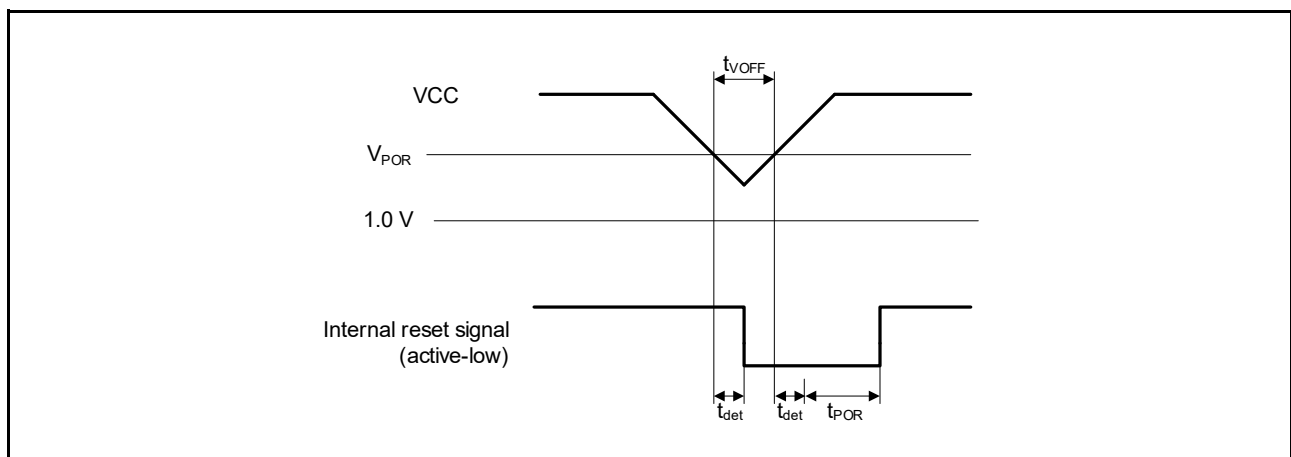 tVOFF
VCC
VPOR
1.0 V
Internal reset signal
(active-low)
tdet tdet tPOR